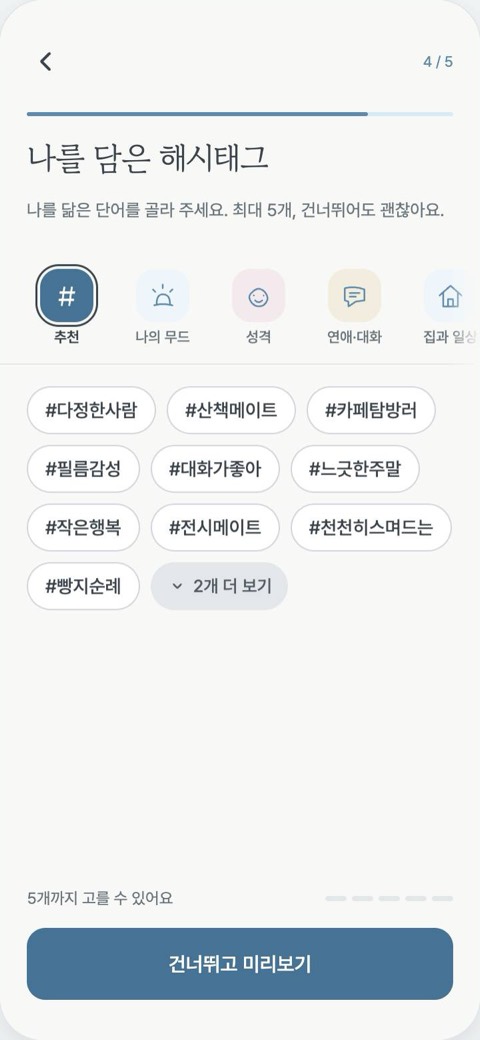 4 / 5
나를 담은 해시태그
나를 닮은 단어를 골라 주세요. 최대 5개, 건너뛰어도 괜찮아요.
#
추천 나의 무드 성격 연애·대화 집과 일상
#다정한사람 #산책메이트 #카페탐방러
#필름감성 #대화가좋아 #느긋한주말
#작은행복 #전시메이트 #천천히스며드는
#빵지순례 2개 더 보기
5개까지 고를 수 있어요
건너뛰고 미리보기